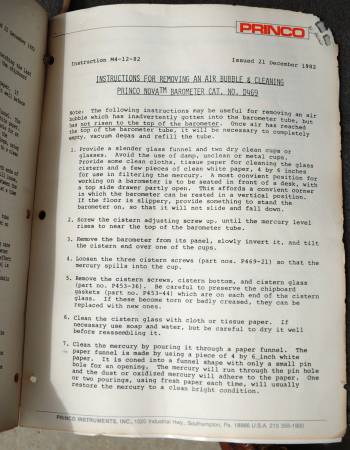 PRINCO
Instruction M4-12-82 Issued 21 December 1982
INSTRUCTIONS FOR REMOVING AN AIR BUBBLE & CLEANING
PRINCO NOVA™ BAROMETER CAT. NO. D469
Note: The following instructions may be useful for removing an air
bubble which has inadvertently gotten into the barometer tube, but
has not risen to the top of the barometer. Once air has reached
the top of the barometer tube, it will be necessary to completely
empty, vacuum degas and refill the tube.
1. Provide a slender glass funnel and two dry clean cups or
glasses. Avoid the use of damp, unclean or metal cups.
Provide some clean cloths, tissue paper for cleaning the glass
cistern and a few pieces of clean white paper, 4 by 6 inches
for use in filtering the mercury. A most convient position for
working on a barometer is to be seated in front of a desk, with
a top side drawer partly open. This affords a convient corner
in which the barometer can be rested in a vertical position.
If the floor is slippery, provide something to stand the
barometer on, so that it will not slide and fall down.
2. Screw the cistern adjusting screw up, until the mercury level
rises to near the top of the barometer tube.
3. Remove the barometer from its panel, slowly invert it, and tilt
the cistern end over one of the cups.
4. Loosen the three cistern screws (part nos. P469-21) so that the
mercury spills into the cup.
5. Remove the cistern screws, cistern bottom, and cistern glass
(part no. P453-36). Be careful to preserve the chipboard
gaskets (part no. P453-44) which are on each end of the cistern
glass. If these become torn or badly creased, they can be
replaced with new ones.
6. Clean the cistern glass with cloth or tissue paper. If
necessary use soap and water, but be careful to dry it well
before reassembling it.
7. Clean the mercury by pouring it through a paper funnel. The
paper funnel is made by using a piece of 4 by 6 inch white
paper. It is coned into a funnel shape with only a small pin
hole for an opening. The mercury will run through the pin hole
and the dust or oxidized mercury will adhere to the paper. One
or two pourings, using fresh paper each time, will usually
restore the mercury to a clean bright condition.
PRINCO INSTRUMENTS, INC., 1020 Industrial Hwy., Southampton, Pa. 18966 U.S.A. 215 355-1500